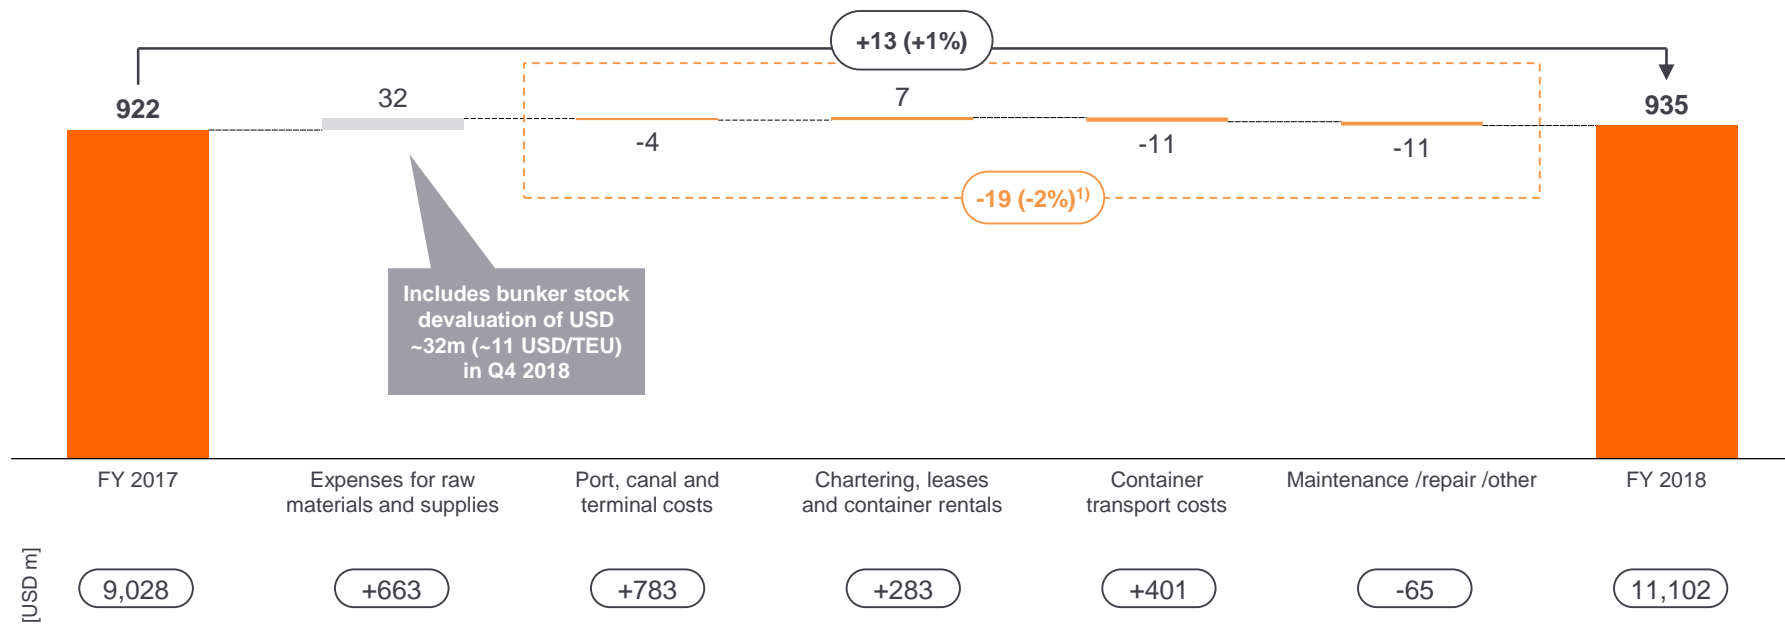 +13 (+1%)
922
32
-4
7
-11
-11
935
-19 (-2%)1)
Includes bunker stock
devaluation of USD
~32m (~11 USD/TEU)
in Q4 2018
FY 2017
Expenses for raw
materials and supplies
Port, canal and
terminal costs
Chartering, leases
and container rentals
Container
transport costs
Maintenance /repair /other
FY 2018
[USD m]
9,028
+663
+783
+283
+401
-65
11,102